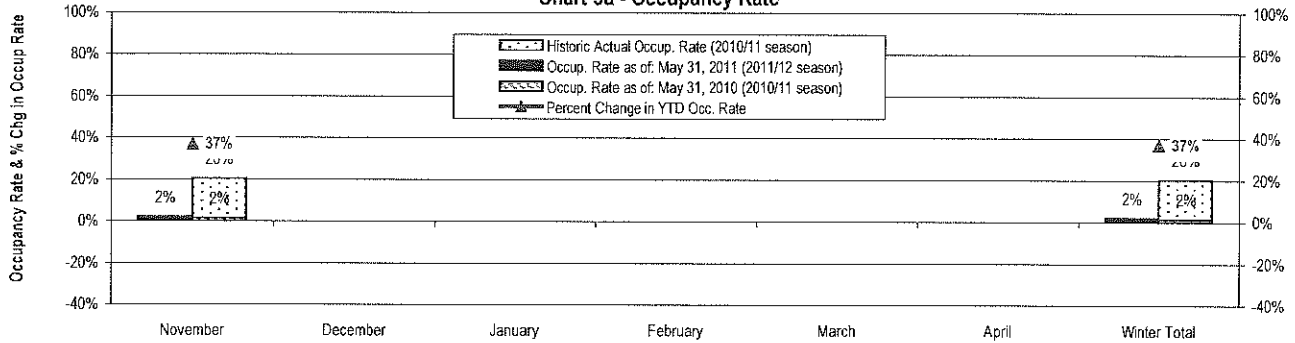 Chart 9a - Occupancy Rate
Occupancy Rate & % Chg in Occup Rate
100%
80%
60%
40%
20%
0%
-20%
-40%
Historic Actual Occup. Rate (2010/11 season)
Occup. Rate as of: May 31, 2011 (2011/12 season)
Occup. Rate as of: May 31, 2010 (2010/11 season)
Percent Change in YTD Occ. Rate
37%
2%
2%
37%
2%
2%
100%
80%
60%
40%
20%
0%
-20%
-40%
November
December
January
February
March
April
Winter Total